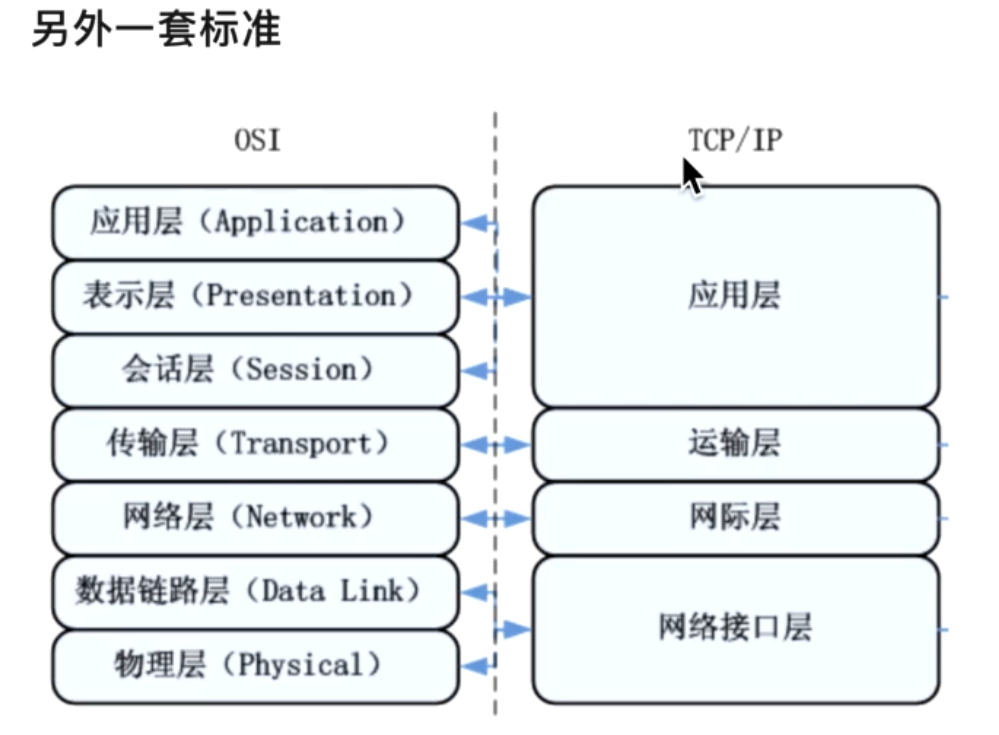 另外一套标准
OSI
TCP/IP
应用层（Application）
表示层（Presentation）
会话层（Session）
传输层（Transport）
网络层（Network）
数据链路层（Data Link）
物理层（Physical）
应用层
运输层
网际层
网络接口层